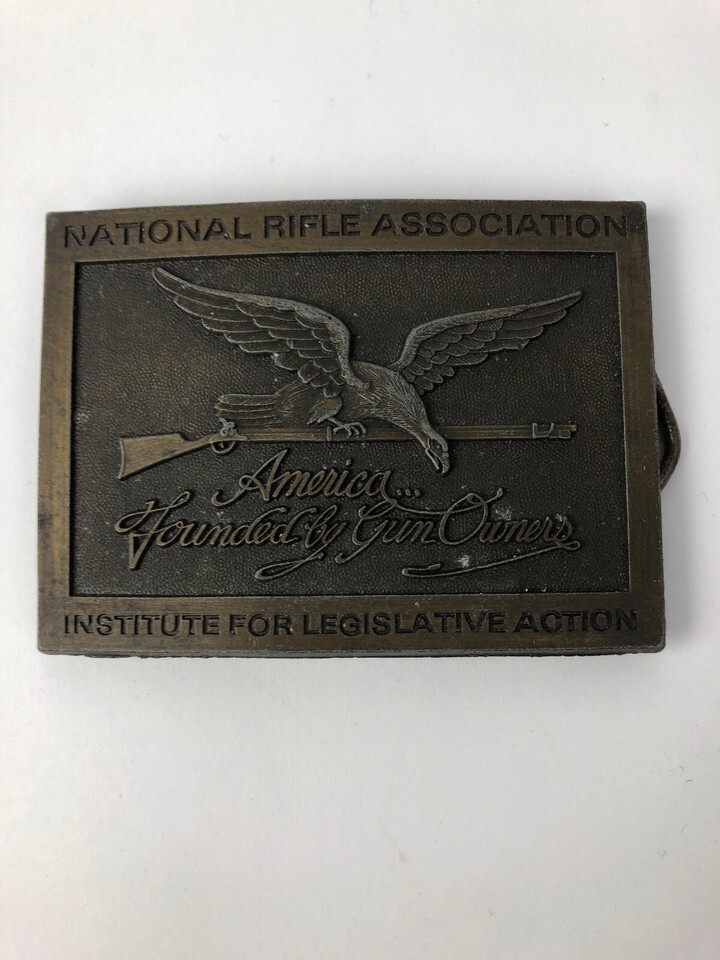 NATIONAL RIFLE ASSOCIATION
America...
Founded by Gun Owners
INSTITUTE FOR LEGISLATIVE ACTION